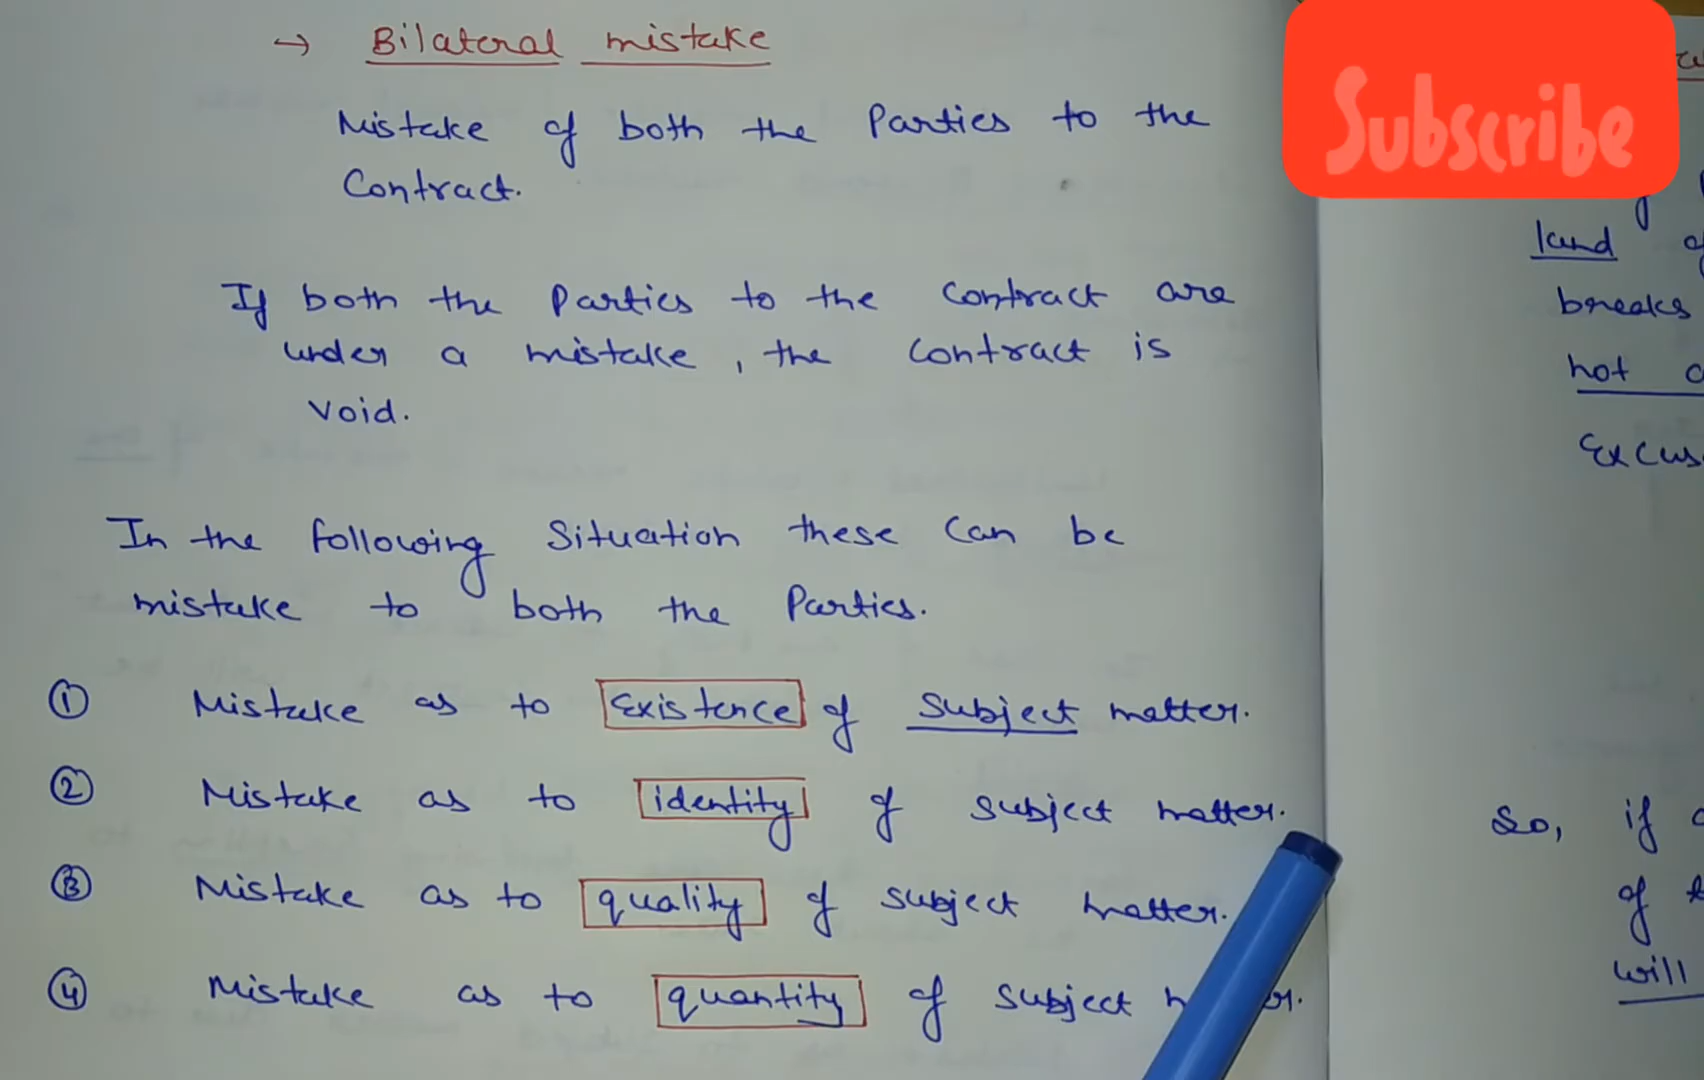 → Bilateral mistake
Mistake of both the Parties to the
Contract.
If both the Parties to the Contract are
under a mistake, the Contract is
void.
In the following Situation these Can be
mistake to both the Parties.
① Mistake as to Existence of Subject matter.
② Mistake as to identity of subject matter.
③ Mistake as to quality of subject matter.
④ Mistake as to quantity of subject
Subscribe
land
breaks
not
So, if
of
will